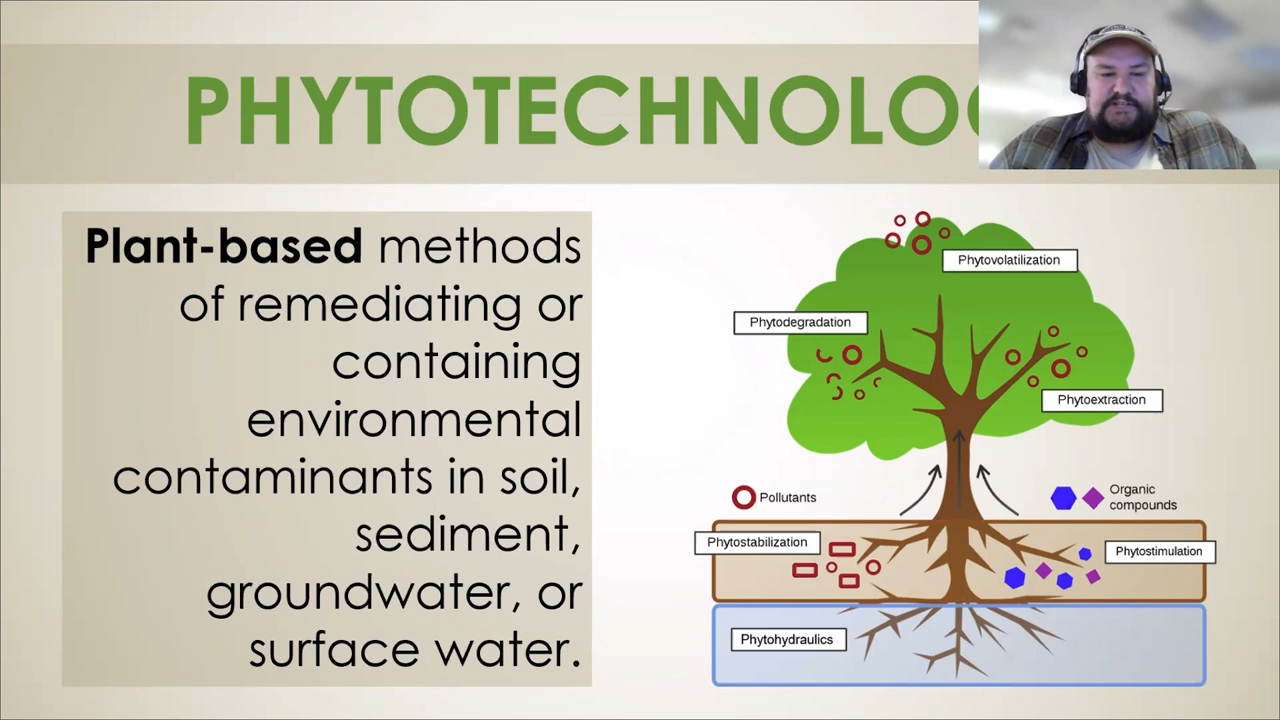 PHYTOTECHNOLO
Plant-based methods
of remediating or
containing
environmental
contaminants in soil,
sediment,
groundwater, or
surface water.
Phytovolatilization
Phytodegradation
Phytoextraction
Pollutants
Organic
compounds
Phytostabilization
Phytostimulation
Phytohydraulics